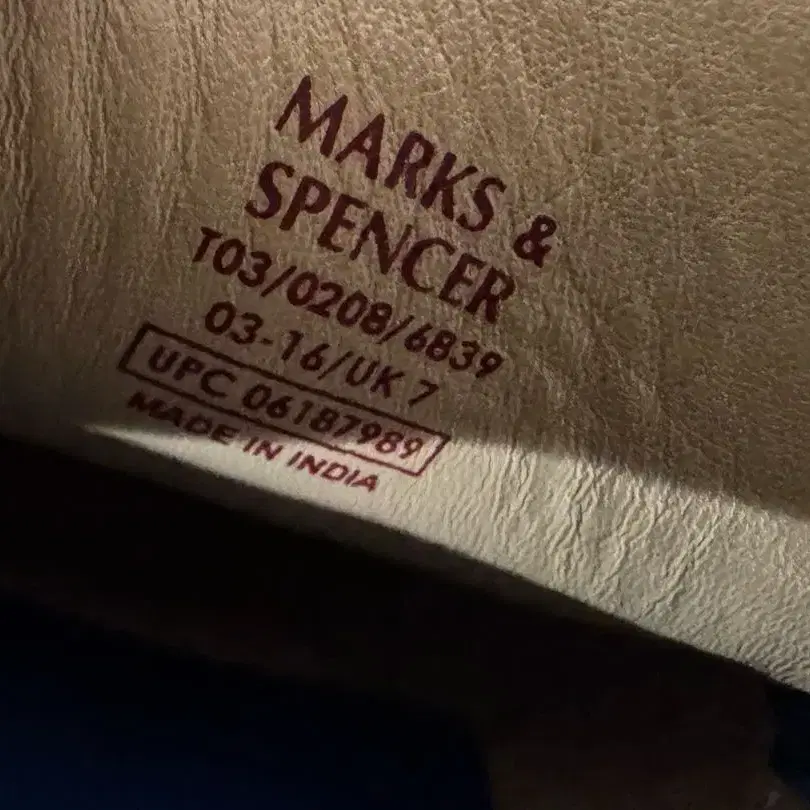 MARKS &
SPENCER
T03/0208/6839
03-16/UK 7
UPC 06187989
MADE IN INDIA